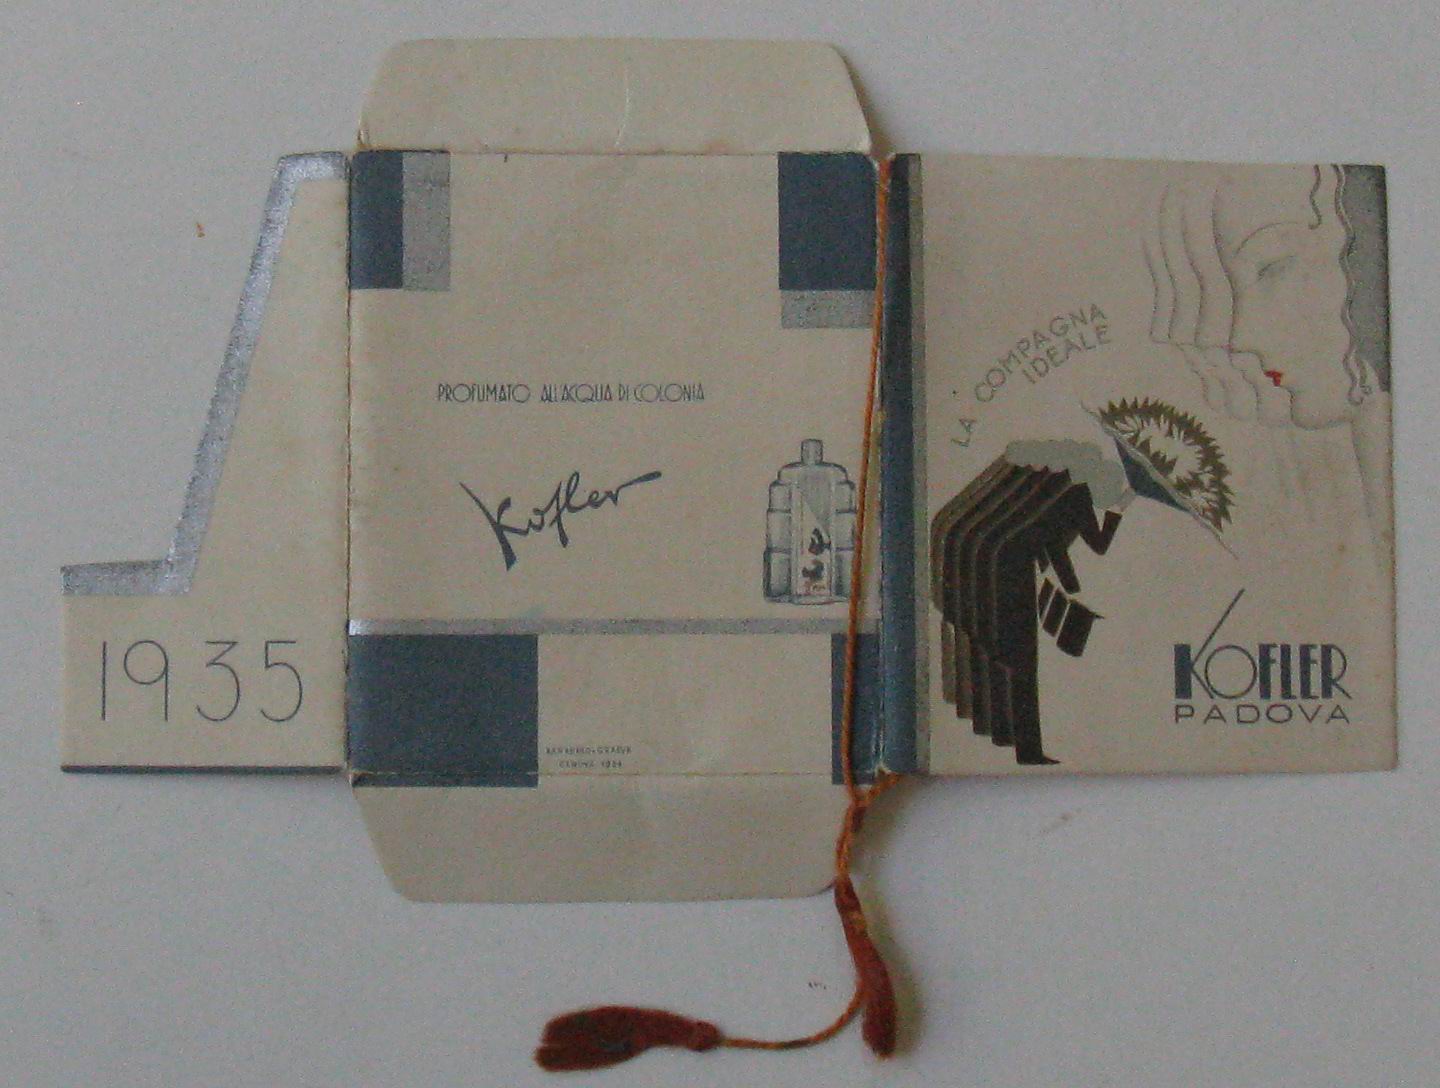 1935
PROFUMATO ALL'ACQUA DI COLONIA
Kofler
LA COMPAGNA
IDEALE
KOFLER
PADOVA